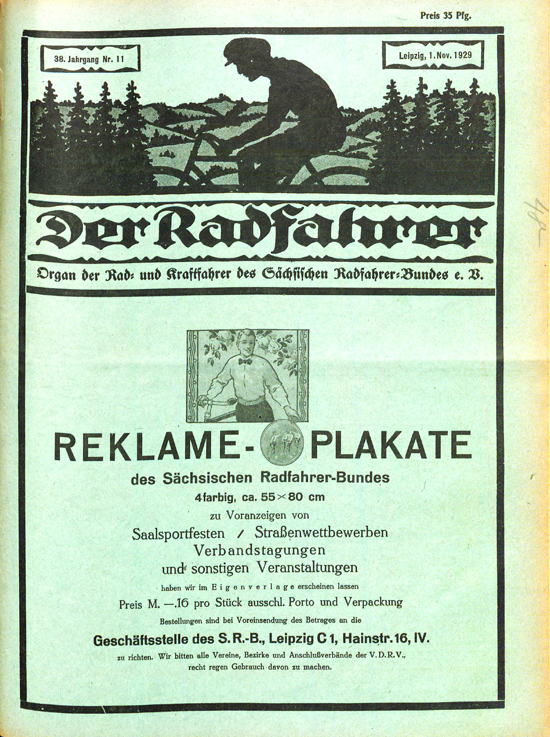 Preis 35 Pfg.
38. Jahrgang Nr. 11
Leipzig, 1. Nov. 1929
Der Radfahrer
Organ der Rad- und Kraftfahrer des Sächsischen Radfahrer-Bundes e. V.
REKLAME-PLAKATE
des Sächsischen Radfahrer-Bundes
4farbig, ca. 55×80 cm
zu Voranzeigen von
Saalsportfesten / Straßenwettbewerben
Verbandstagungen
und sonstigen Veranstaltungen
haben wir im Eigenverlage erscheinen lassen
Preis M. —.16 pro Stück ausschl. Porto und Verpackung
Bestellungen sind bei Voreinsendung des Betrages an die
Geschäftsstelle des S.R.-B., Leipzig C 1, Hainstr. 16, IV.
zu richten. Wir bitten alle Vereine, Bezirke und Anschlußverbände der V.D.R.V.,
recht regen Gebrauch davon zu machen.